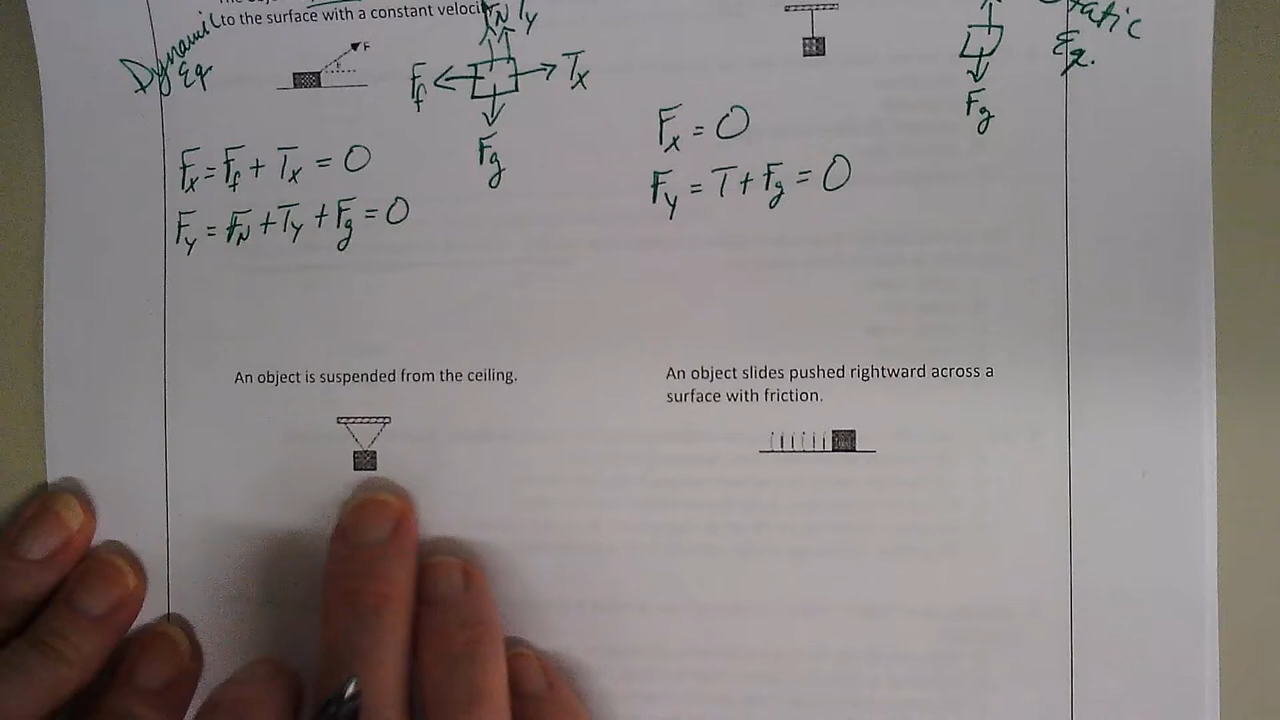 to the surface with a constant velocity
Dynamic
Eq
F
FN Ty
Ff
Tx
Fg
Fx = Ff + Tx = 0
Fy = FN + Ty + Fg = 0
Static
Eq.
Fg
Fx = 0
Fy = T + Fg = 0
An object is suspended from the ceiling.
An object slides pushed rightward across a
surface with friction.